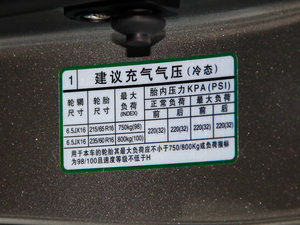 1 建议充气气压(冷态)
轮辋尺寸 轮胎尺寸 最大负荷(INDEX) 胎内压力KPA(PSI)
正常负荷 最大负荷
前 后 前 后
6.5JX16 215/65 R16 750kg(98) 220(32) 220(32) 220(32) 220(32)
6.5JX16 235/60 R16 800kg(100) 220(32) 220(32) 220(32) 220(32)
用于本车的轮胎其最大负荷应不小于750/800Kg或负荷指标
为98/100且速度等级不低于H